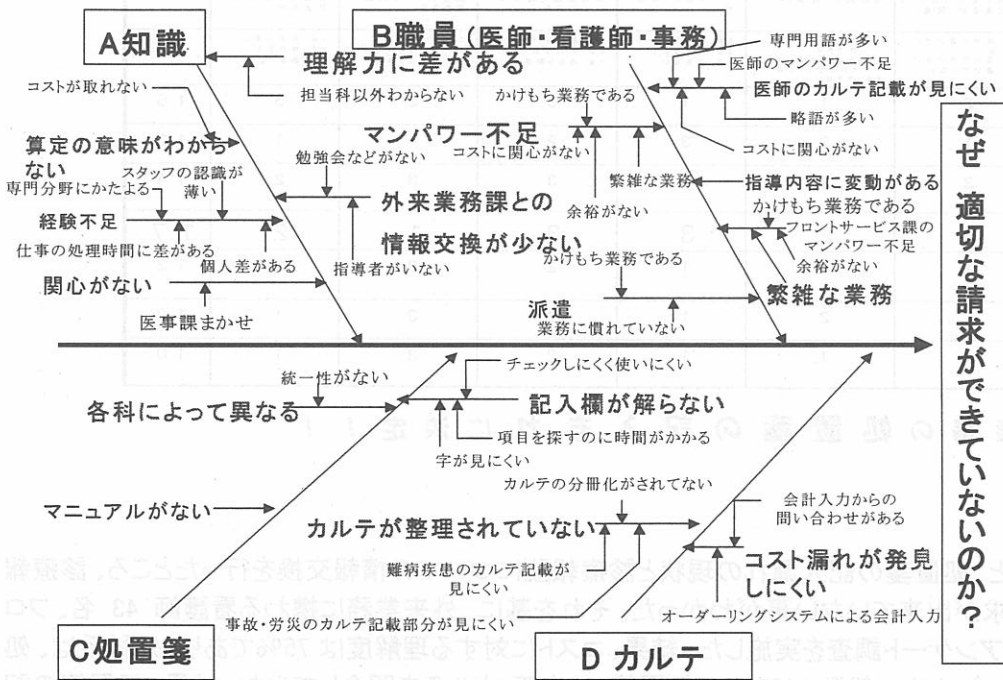 A知識
B職員(医師・看護師・事務)
専門用語が多い
医師のマンパワー不足
理解力に差がある
コストが取れない
担当科以外わからない
かけもち業務である
医師のカルテ記載が見にくい
マンパワー不足
略語が多い
算定の意味がわから
ない
勉強会などがない
コストに関心がない
コストに関心がない
スタッフの認識が
薄い
専門分野にかたよる
繁雑な業務
指導内容に変動がある
経験不足
外来業務課との
情報交換が少ない
余裕がない
かけもち業務である
フロントサービス課の
マンパワー不足
仕事の処理時間に差がある
個人差がある
指導者がいない
かけもち業務である
余裕がない
関心がない
繁雑な業務
医事課まかせ
派遣
業務に慣れていない
なぜ 適切な請求ができていないのか?
統一性がない
チェックしにくく使いにくい
各科によって異なる
記入欄が解らない
項目を探すのに時間がかかる
字が見にくい
カルテの分冊化がされてない
マニュアルがない
カルテが整理されていない
会計入力からの
問い合わせがある
難病疾患のカルテ記載が
見にくい
コスト漏れが発見
しにくい
事故・労災のカルテ記載部分が見にくい
オーダーリングシステムによる会計入力
C処置箋
D カルテ